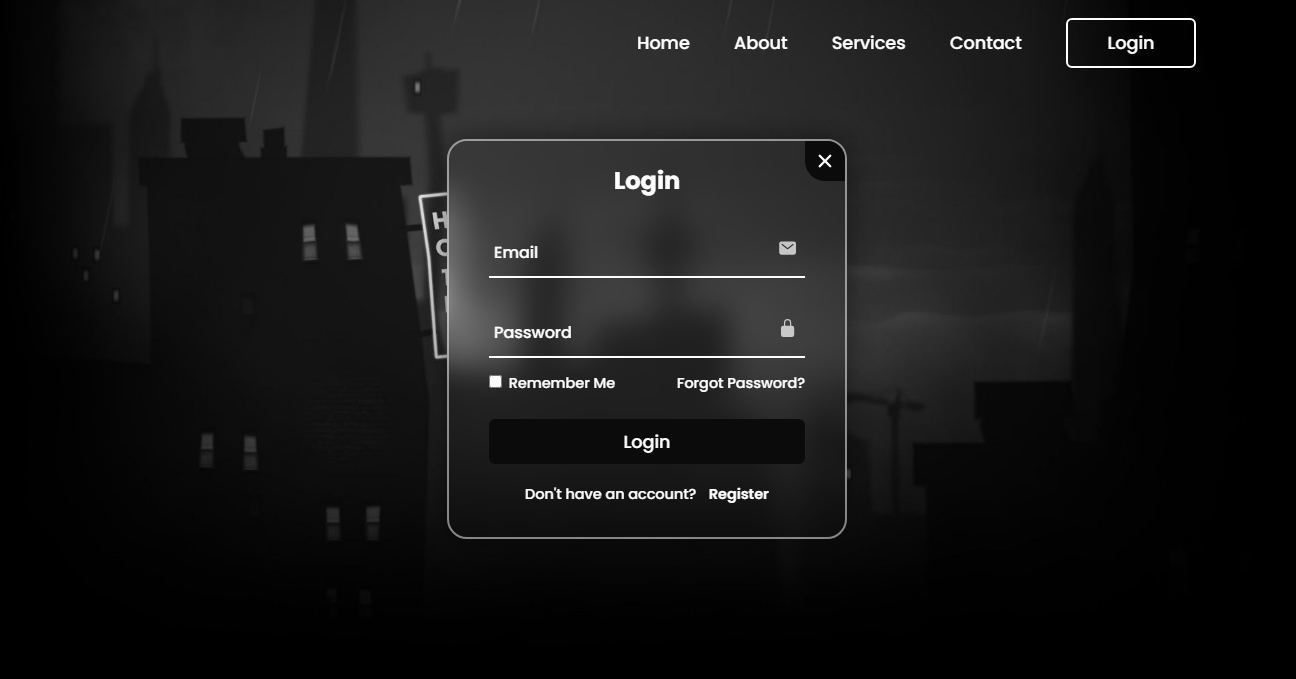 Home About Services Contact Login
Login
Email
Password
Remember Me Forgot Password?
Login
Don't have an account? Register